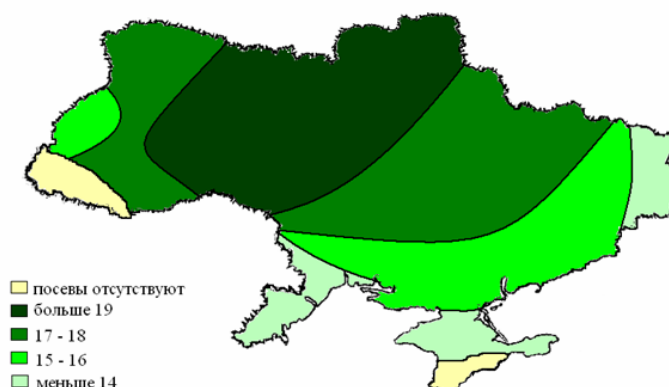 посевы отсутствуют
больше 19
17 - 18
15 - 16
меньше 14